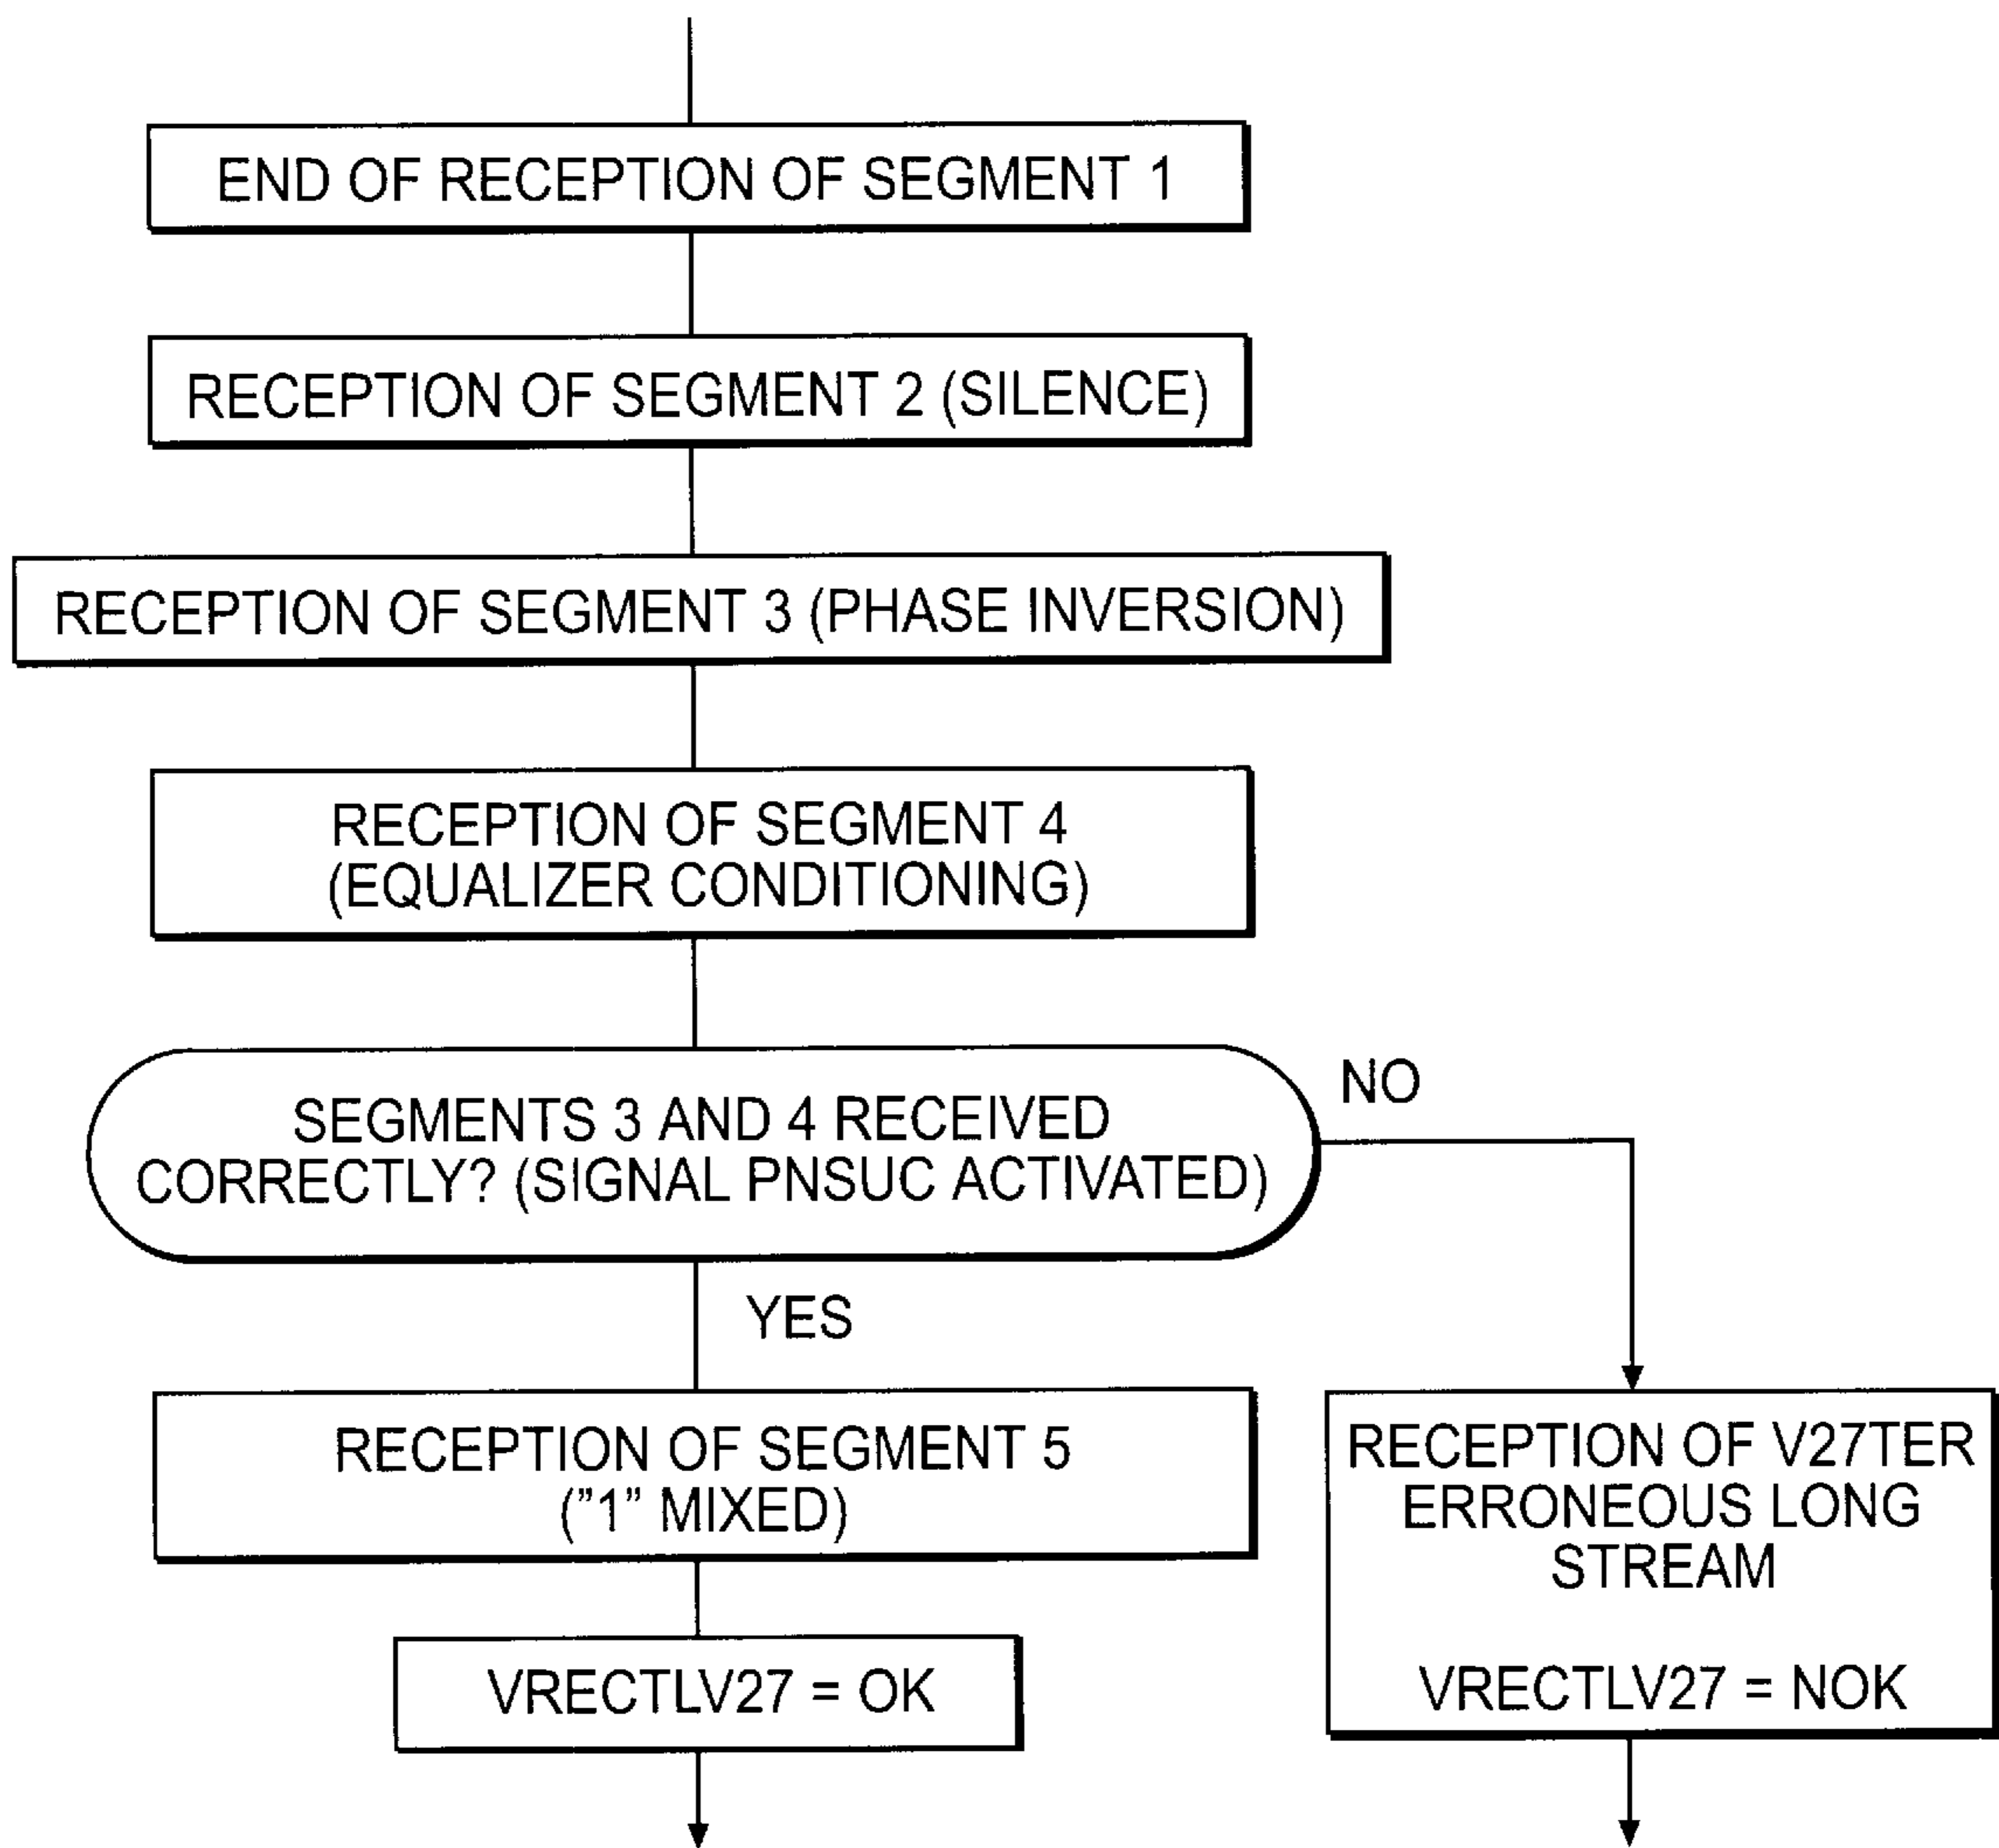 END OF RECEPTION OF SEGMENT 1
RECEPTION OF SEGMENT 2 (SILENCE)
RECEPTION OF SEGMENT 3 (PHASE INVERSION)
RECEPTION OF SEGMENT 4
(EQUALIZER CONDITIONING)
SEGMENTS 3 AND 4 RECEIVED
CORRECTLY? (SIGNAL PNSUC ACTIVATED)
NO
YES
RECEPTION OF SEGMENT 5
(”1” MIXED)
VRECTLV27 = OK
RECEPTION OF V27TER
ERRONEOUS LONG
STREAM
VRECTLV27 = NOK